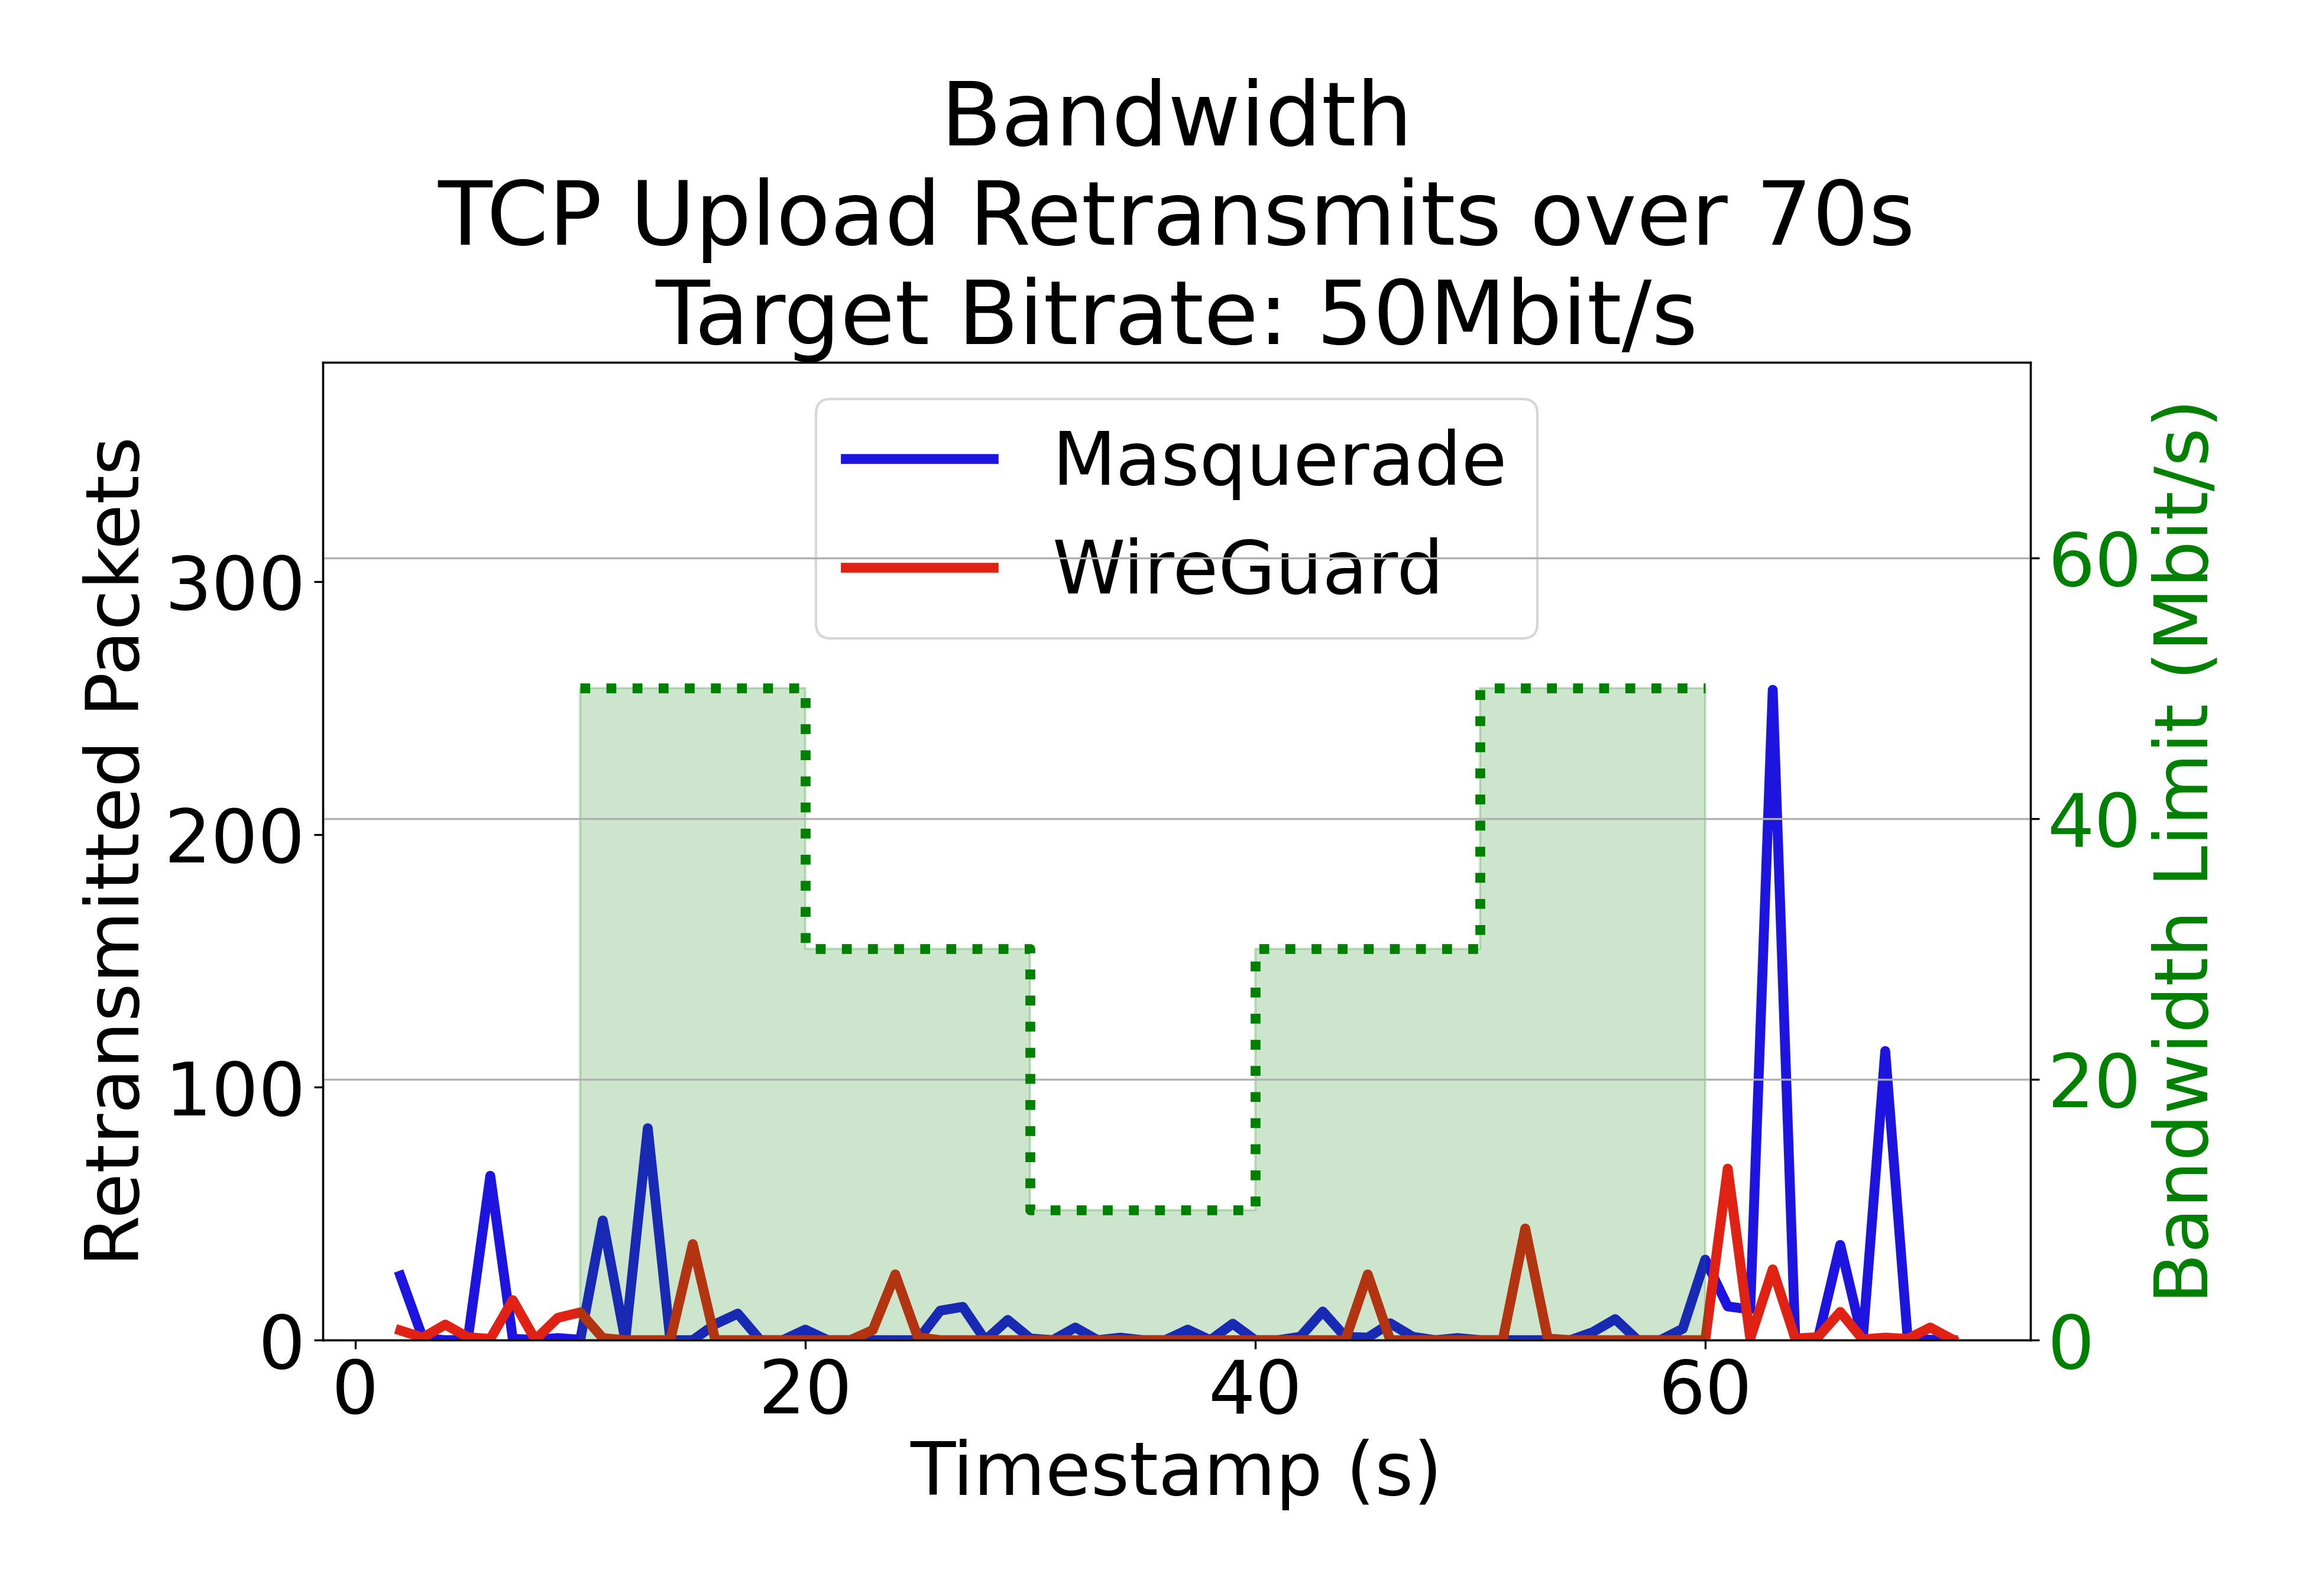 Bandwidth
TCP Upload Retransmits over 70s
Target Bitrate: 50Mbit/s
Masquerade
WireGuard
Retransmitted Packets
300
200
100
0
60
40
20
0
Bandwidth Limit (Mbit/s)
0 20 40 60
Timestamp (s)